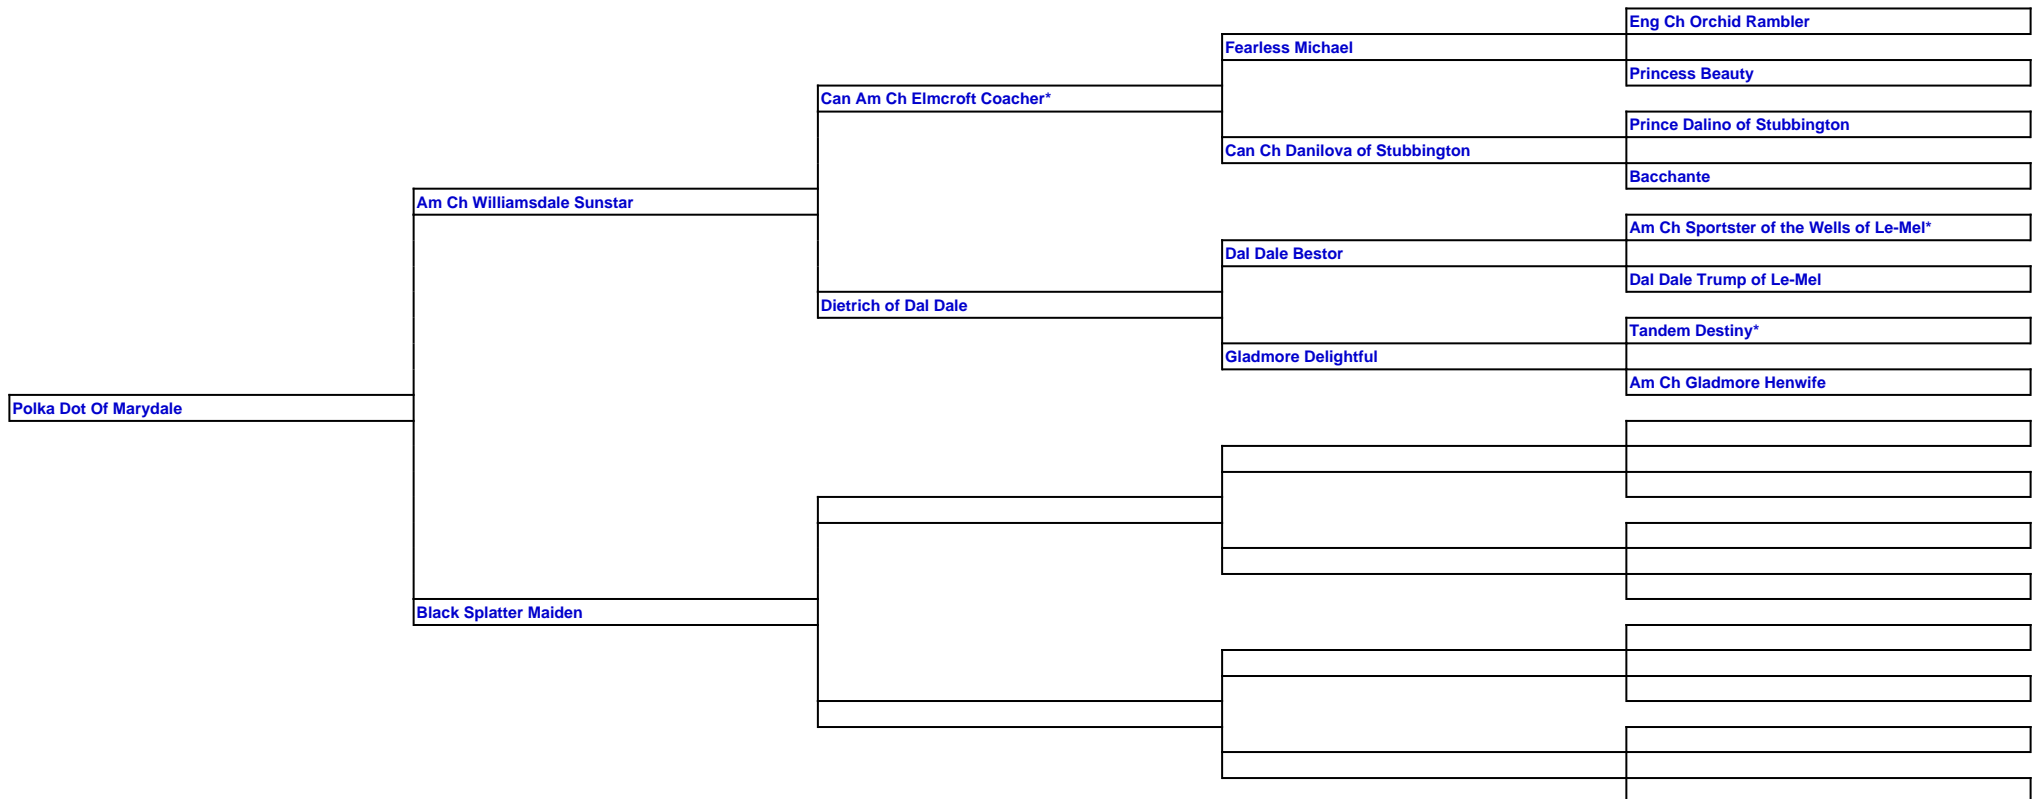 Eng Ch Orchid Rambler
Fearless Michael
Princess Beauty
Can Am Ch Elmcroft Coacher*
Prince Dalino of Stubbington
Can Ch Danilova of Stubbington
Bacchante
Am Ch Williamsdale Sunstar
Am Ch Sportster of the Wells of Le-Mel*
Dal Dale Bestor
Dal Dale Trump of Le-Mel
Dietrich of Dal Dale
Tandem Destiny*
Gladmore Delightful
Am Ch Gladmore Henwife
Polka Dot Of Marydale
Black Splatter Maiden